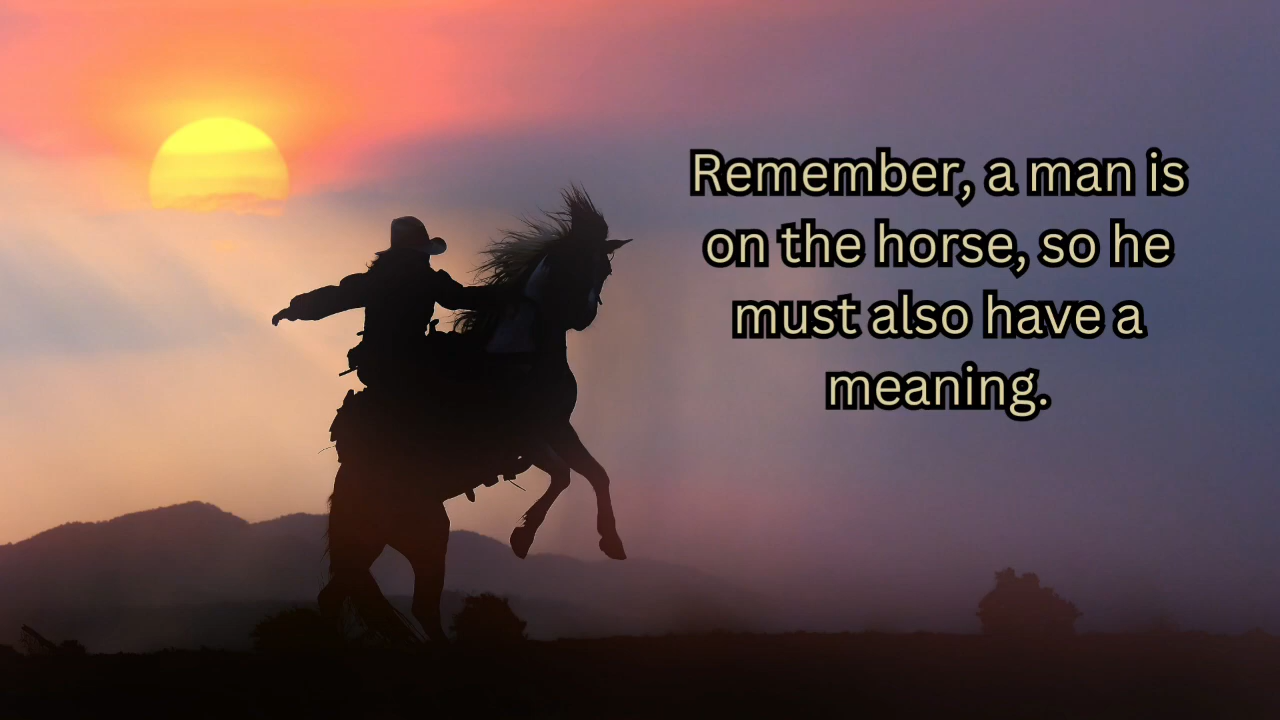 Remember, a man is
on the horse, so he
must also have a
meaning.